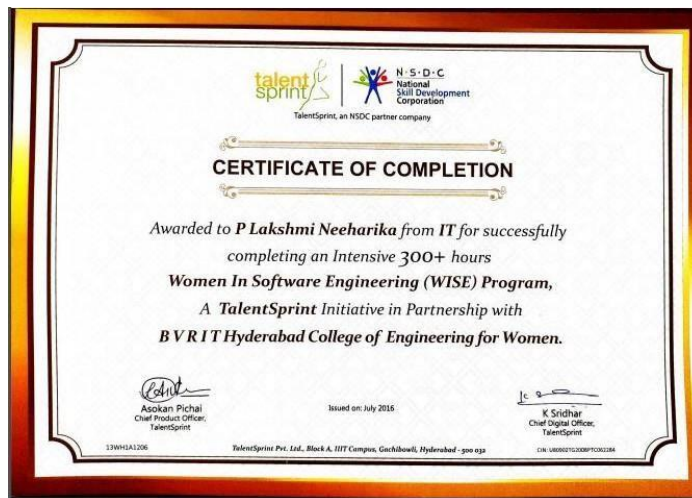 talent
sprint
N·S·D·C
National
Skill Development
Corporation
TalentSprint, an NSDC partner company
CERTIFICATE OF COMPLETION
Awarded to P Lakshmi Neeharika from IT for successfully
completing an Intensive 300+ hours
Women In Software Engineering (WISE) Program,
A TalentSprint Initiative in Partnership with
B V R I T Hyderabad College of Engineering for Women.
Asokan Pichai
Chief Product Officer,
TalentSprint
Issued on: July 2016
K Sridhar
Chief Digital Officer,
TalentSprint
13WH1A1206
TalentSprint Pvt. Ltd., Block A, IIIT Campus, Gachibowli, Hyderabad - 500 032
CIN: